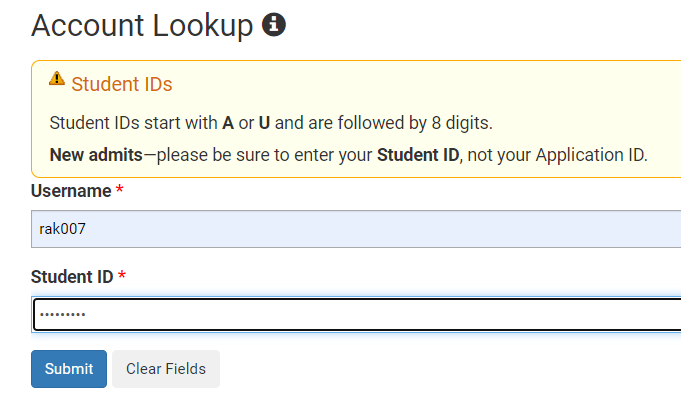 Account Lookup
Student IDs
Student IDs start with A or U and are followed by 8 digits.
New admits—please be sure to enter your Student ID, not your Application ID.
Username *
rak007
Student ID *
•••••••••
Submit Clear Fields